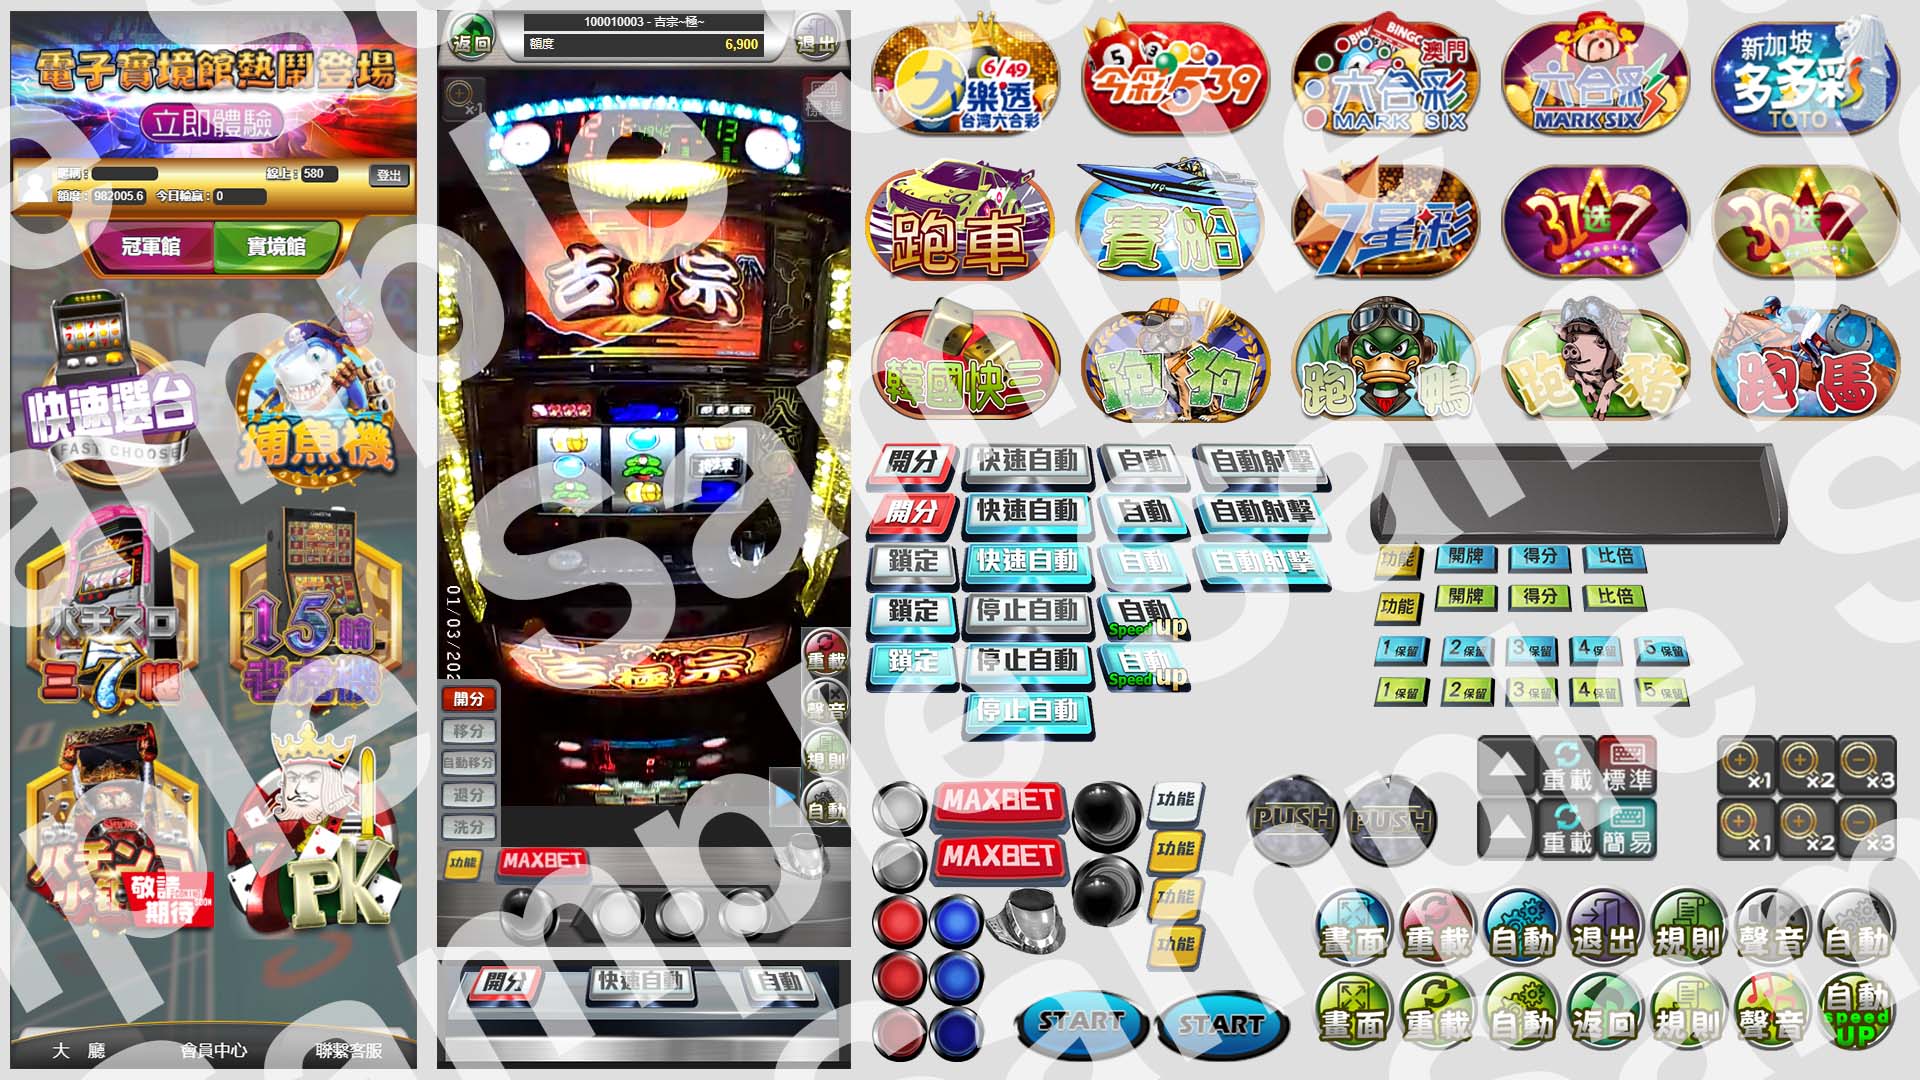 電子實境館熱鬧登場
立即體驗
暱稱:
線上: 580
登出
額度: 982005.6 今日輸贏: 0
冠軍館
實境館
快速選台
FAST CHOOSE
捕魚機
パチスロ
三7機
15輪
老虎機
パチンコ
小鋼
敬請
期待
PK
大 廳
會員中心
聯繫客服
返回
100010003 - 吉宗~極~
額度
6,900
退出
x1
標準
吉宗
吉極宗
01/03/202
重載
聲音
規則
自動
開分
移分
自動移分
退分
洗分
功能
MAXBET
開分
快速自動
自動
6/49
大樂透
台湾六合彩
今彩539
BINGO
澳門
六合彩
MARK SIX
六合彩
MARK SIX
新加坡
多多彩
TOTO
跑車
賽船
7星彩
31选7
36选7
韓國快三
跑狗
跑鴨
跑豬
跑馬
開分
快速自動
自動
自動射擊
開分
快速自動
自動
自動射擊
鎖定
快速自動
自動
自動射擊
鎖定
停止自動
自動
Speed up
鎖定
停止自動
自動
Speed up
停止自動
功能
開牌
得分
比倍
功能
開牌
得分
比倍
1保留
2保留
3保留
4保留
5保留
1保留
2保留
3保留
4保留
5保留
MAXBET
MAXBET
功能
功能
功能
功能
PUSH
PUSH
重載
標準
重載
簡易
x1
x2
x3
x1
x2
x3
START
START
畫面
重載
自動
退出
規則
聲音
自動
畫面
重載
自動
返回
規則
聲音
自動
speed
UP
Sample
Sample
Sample